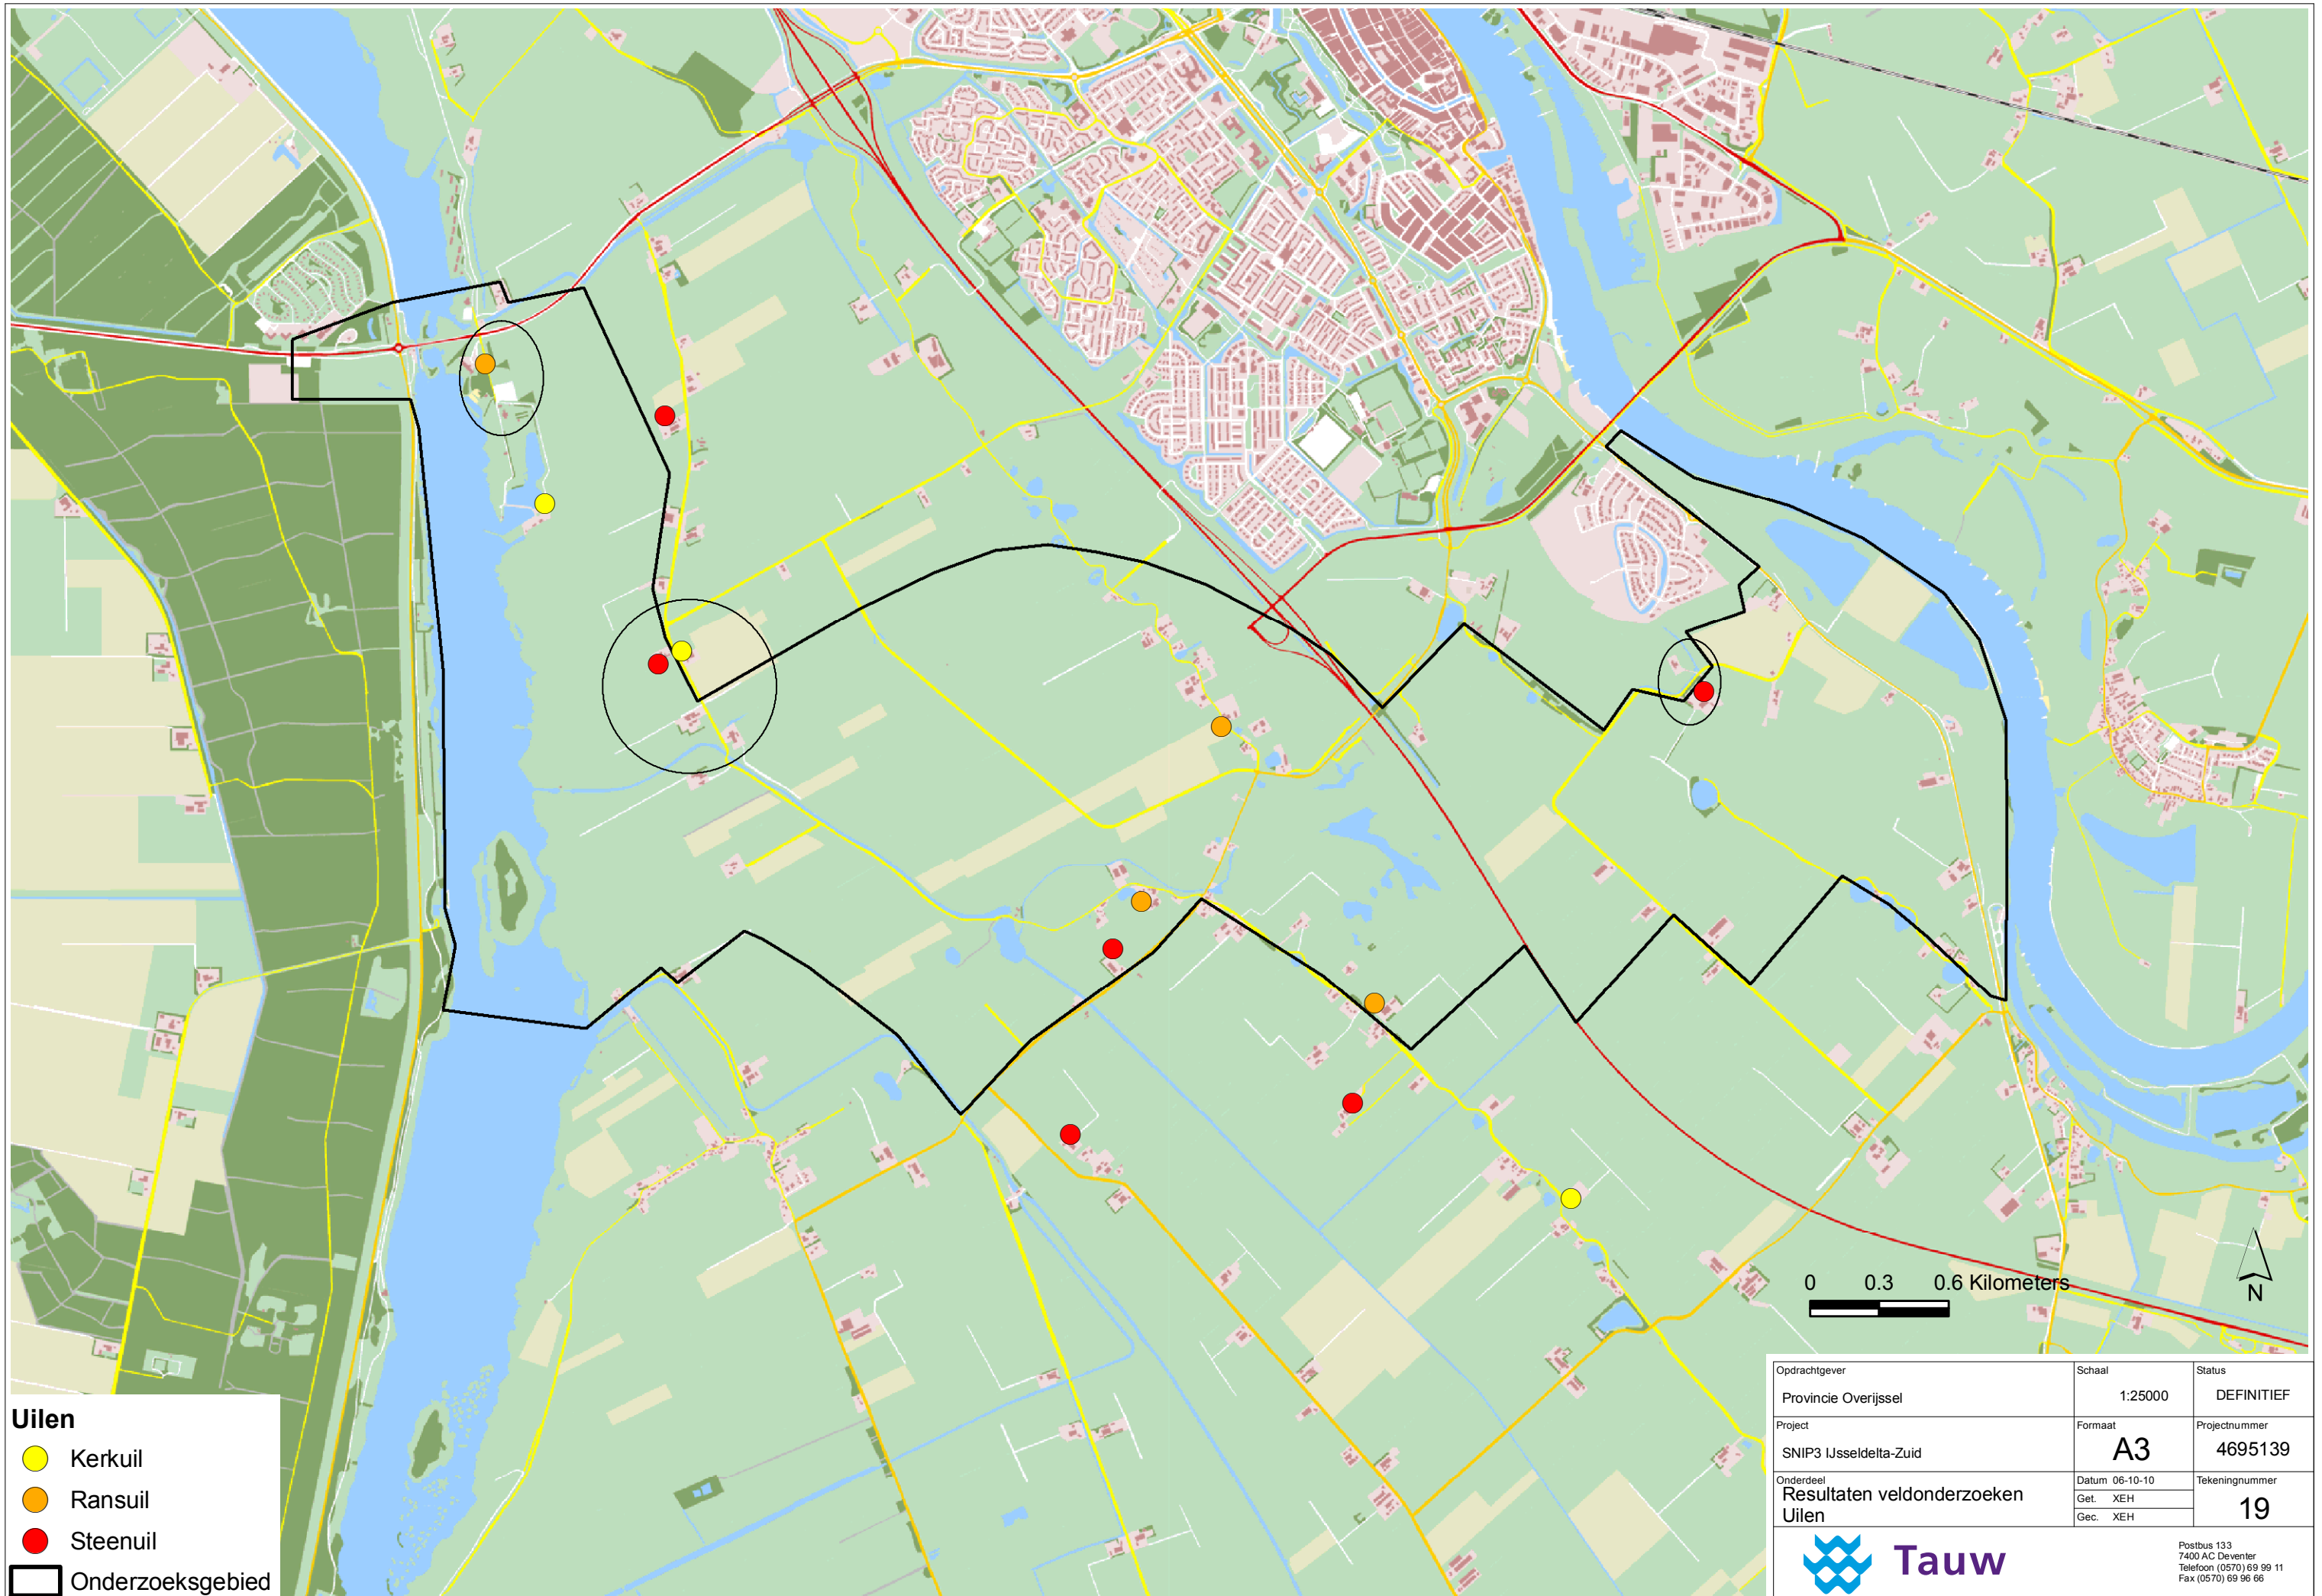 0 0.3 0.6 Kilometers
N
Uilen
Kerkuil
Ransuil
Steenuil
Onderzoeksgebied
Opdrachtgever
Provincie Overijssel
Schaal
1:25000
Status
DEFINITIEF
Project
SNIP3 IJsseldelta-Zuid
Formaat
A3
Projectnummer
4695139
Onderdeel
Resultaten veldonderzoeken
Uilen
Datum 06-10-10
Get. XEH
Gec. XEH
Tekeningnummer
19
Tauw
Postbus 133
7400 AC Deventer
Telefoon (0570) 69 99 11
Fax (0570) 69 96 66